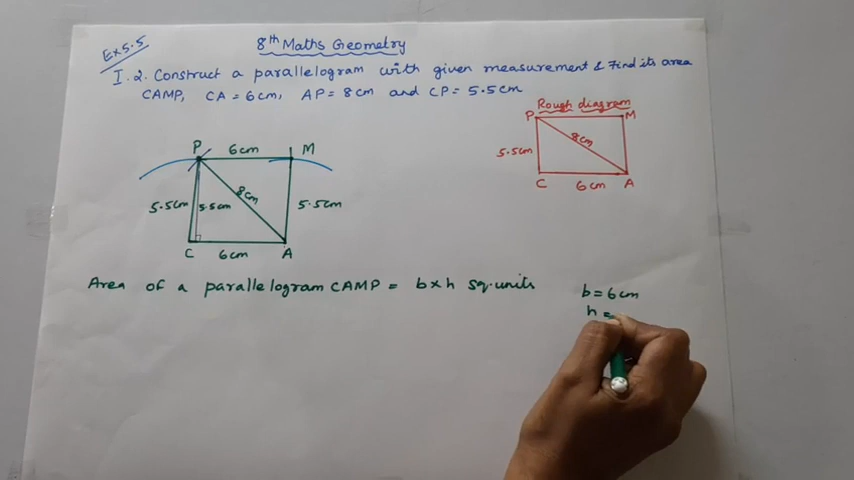 Ex 5.5
8th Maths Geometry
I. 2. Construct a parallelogram with given measurement & Find its area
CAMP, CA = 6cm, AP = 8cm and CP = 5.5cm
Rough diagram
P M
8cm
5.5cm
C 6cm A
P 6cm M
8cm
5.5cm 5.5cm 5.5cm
C 6cm A
Area of a parallelogram CAMP = b×h sq.units
b = 6cm
h =